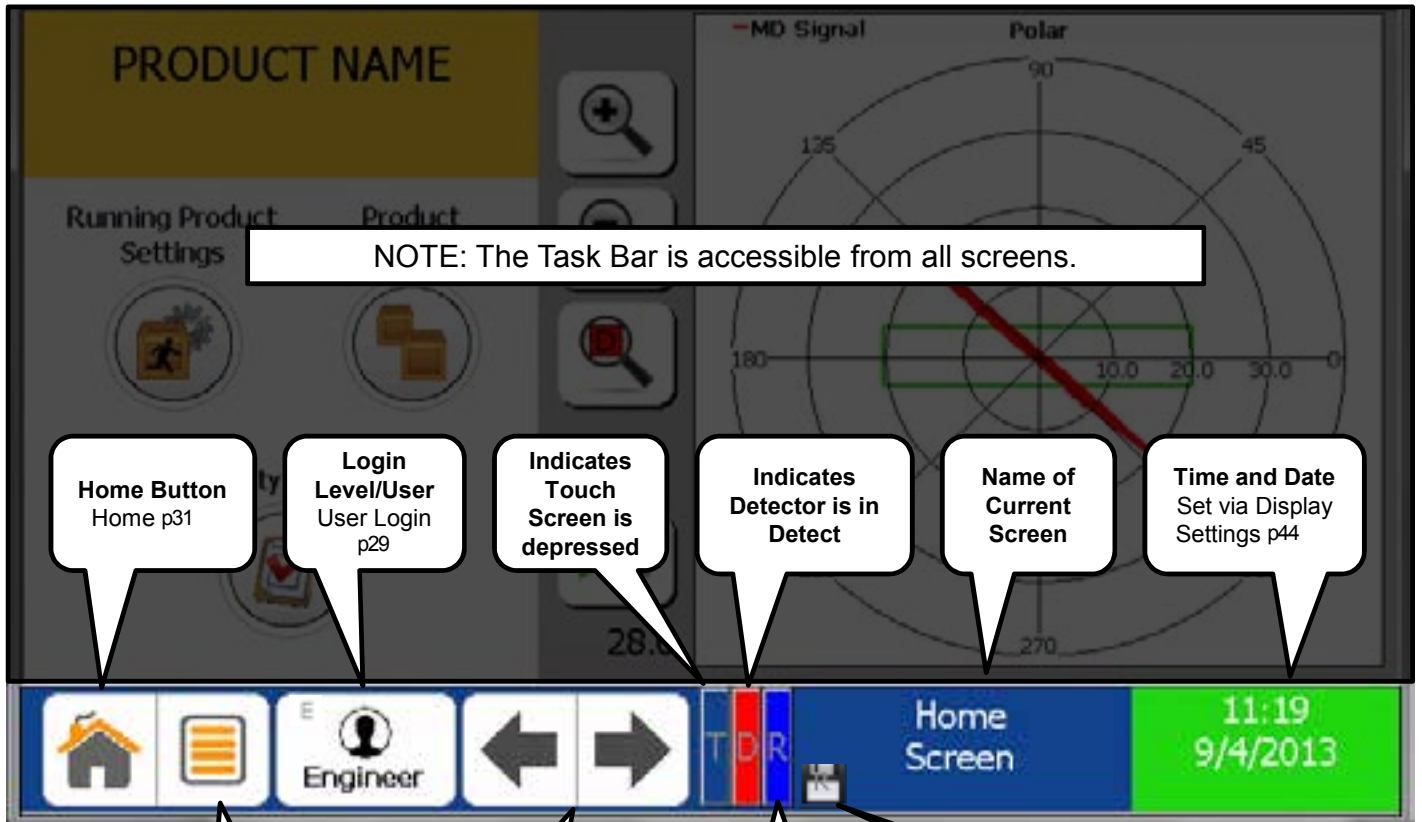 PRODUCT NAME
Running Product
Settings
Product
MD Signal
Polar
90
135
45
180
10.0
20.0
30.0
0
270
NOTE: The Task Bar is accessible from all screens.
Home Button
Home p31
Login
Level/User
User Login
p29
Indicates
Touch
Screen is
depressed
Indicates
Detector is in
Detect
Name of
Current
Screen
Time and Date
Set via Display
Settings p44
D
E
Engineer
T D R
R
Home
Screen
11:19
9/4/2013